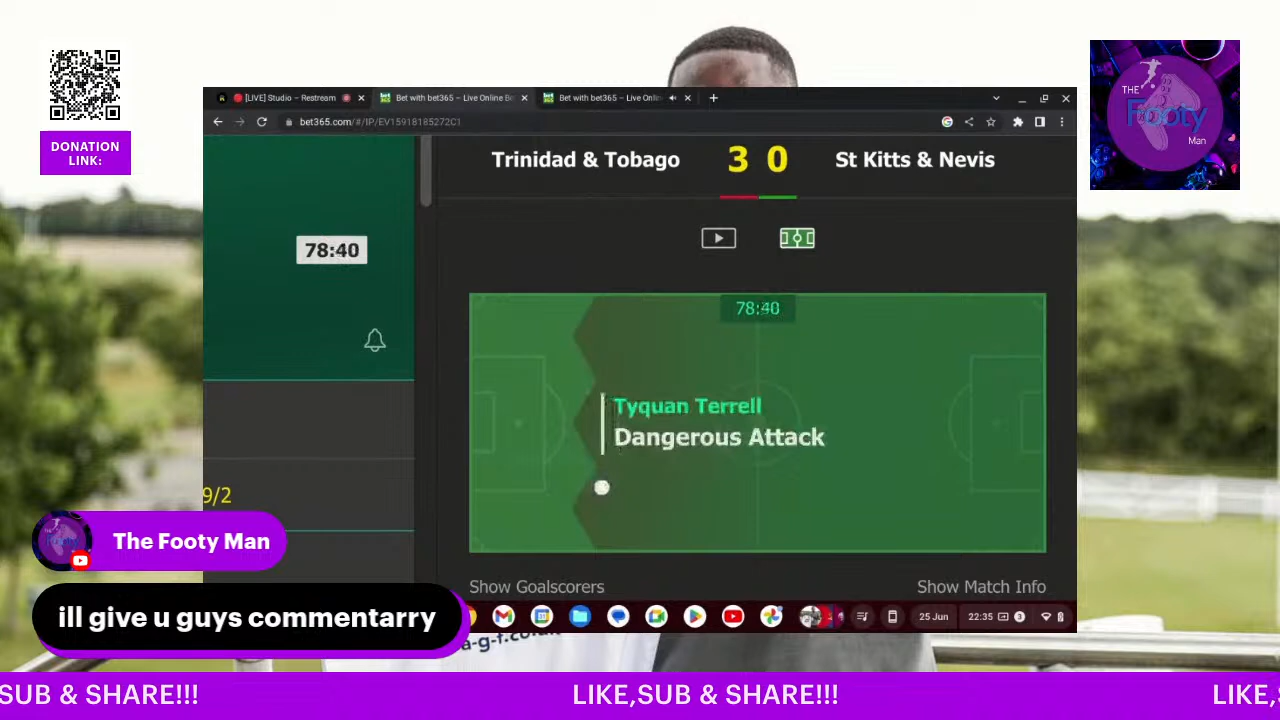 DONATION
LINK:
THE
Footy
Man
[LIVE] Studio – Restream
Bet with bet365 – Live Online Be
Bet with bet365 – Live Onlin
bet365.com/#/IP/EV15918185272C1
Trinidad & Tobago
3 0
St Kitts & Nevis
78:40
78:40
Tyquan Terrell
Dangerous Attack
9/2
Show Goalscorers
Show Match Info
25 Jun
22:35
The Footy Man
ill give u guys commentarry
SUB & SHARE!!!
LIKE,SUB & SHARE!!!
LIKE,